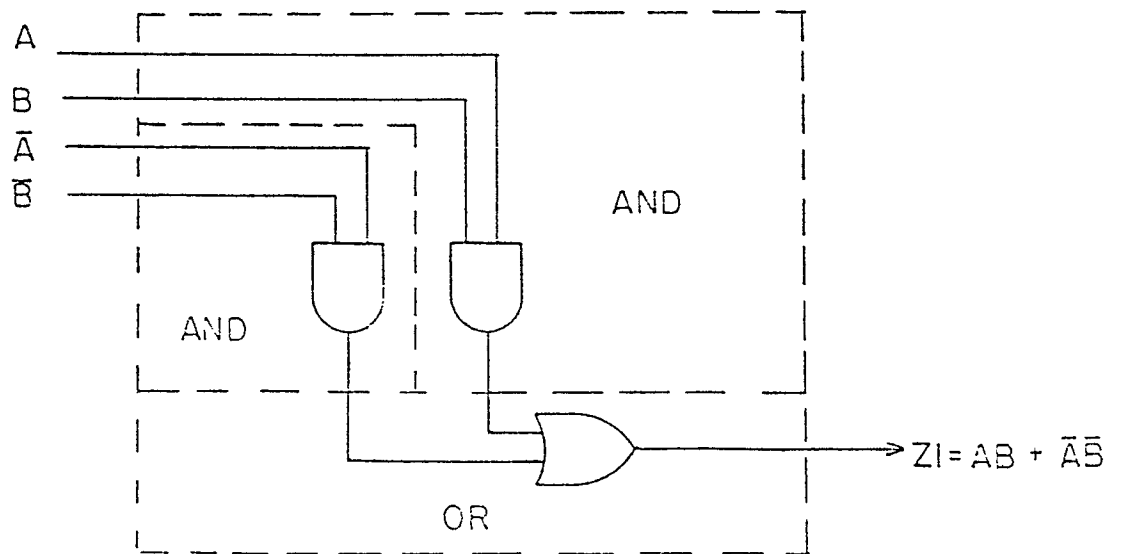 A
B
Ā
B̄
AND
AND
Z1 = AB + ĀB̄
OR